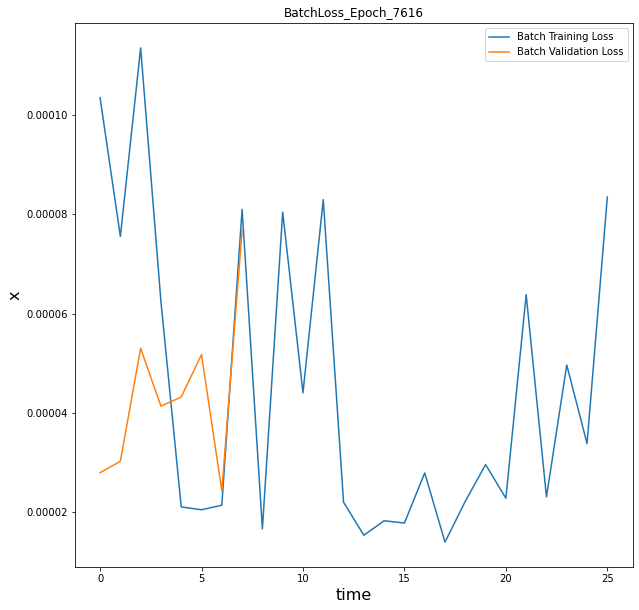 BatchLoss_Epoch_7616
Batch Training Loss
Batch Validation Loss
0.00010
0.00008
0.00006
0.00004
0.00002
x
0 5 10 15 20 25
time